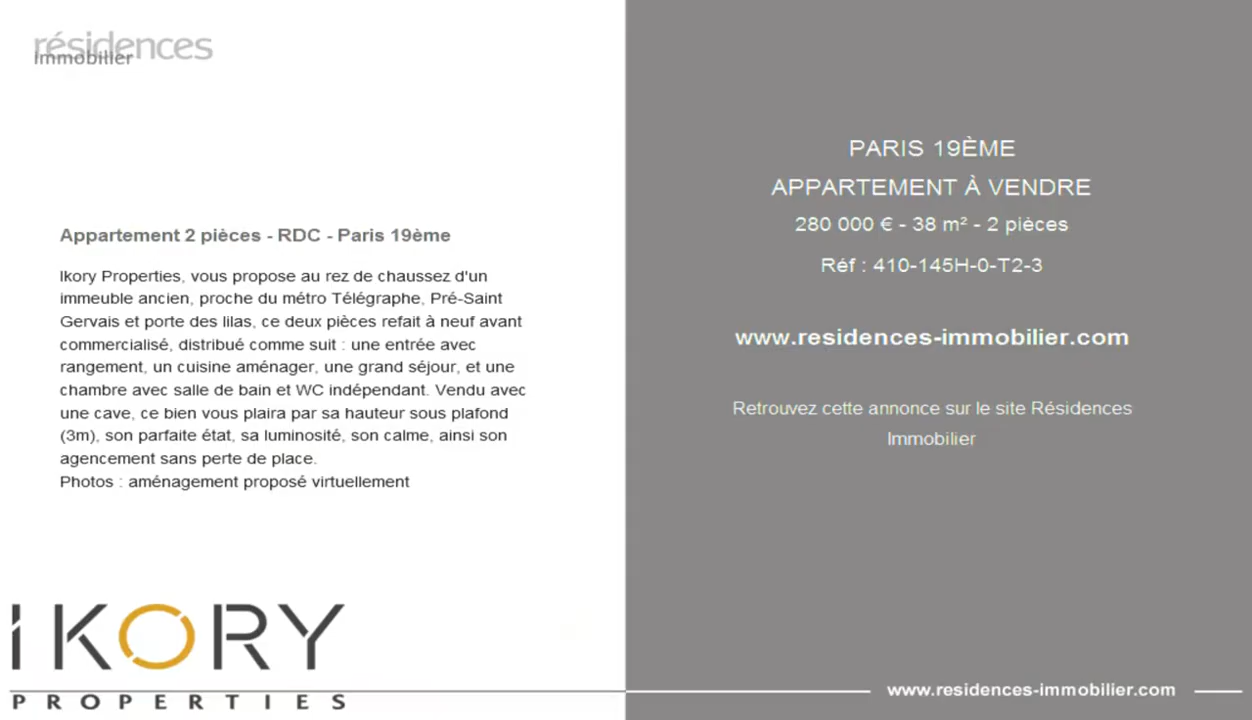 résidences
Immobilier
Appartement 2 pièces - RDC - Paris 19ème
Ikory Properties, vous propose au rez de chaussez d'un
immeuble ancien, proche du métro Télégraphe, Pré-Saint
Gervais et porte des lilas, ce deux pièces refait à neuf avant
commercialisé, distribué comme suit : une entrée avec
rangement, un cuisine aménager, une grand séjour, et une
chambre avec salle de bain et WC indépendant. Vendu avec
une cave, ce bien vous plaira par sa hauteur sous plafond
(3m), son parfaite état, sa luminosité, son calme, ainsi son
agencement sans perte de place.
Photos : aménagement proposé virtuellement
IKORY
PROPERTIES
PARIS 19ÈME
APPARTEMENT À VENDRE
280 000 € - 38 m² - 2 pièces
Réf : 410-145H-0-T2-3
www.residences-immobilier.com
Retrouvez cette annonce sur le site Résidences
Immobilier
www.residences-immobilier.com